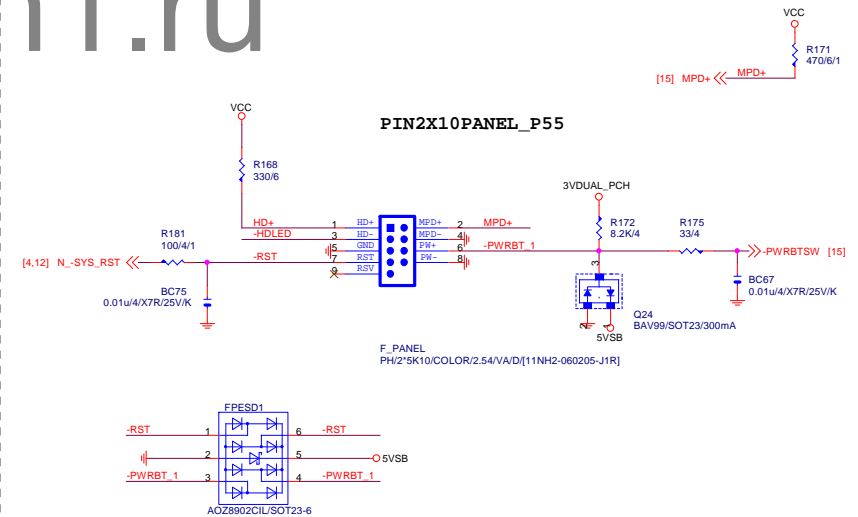 n1.ru
VCC
R171
470/6/1
[15] MPD+ MPD+
PIN2X10PANEL_P55
VCC
R168
330/6
3VDUAL_PCH
R172
8.2K/4
R175
33/4
HD+ 1 HD+ MPD+ 2 MPD+
-HDLED 3 HD- MPD- 4
5 GND PW+ 6 -PWRBT_1
-RST 7 RST PW- 8
9 RSV
R181
100/4/1
[4,12] N_-SYS_RST
-PWRBTSW [15]
BC75
0.01u/4/X7R/25V/K
BC67
0.01u/4/X7R/25V/K
3
2 1
Q24
BAV99/SOT23/300mA
5VSB
F_PANEL
PH/2*5K10/COLOR/2.54/VA/D/[11NH2-060205-J1R]
FPESD1
-RST 1 6 -RST
2 5 5VSB
-PWRBT_1 3 4 -PWRBT_1
AOZ8902CIL/SOT23-6